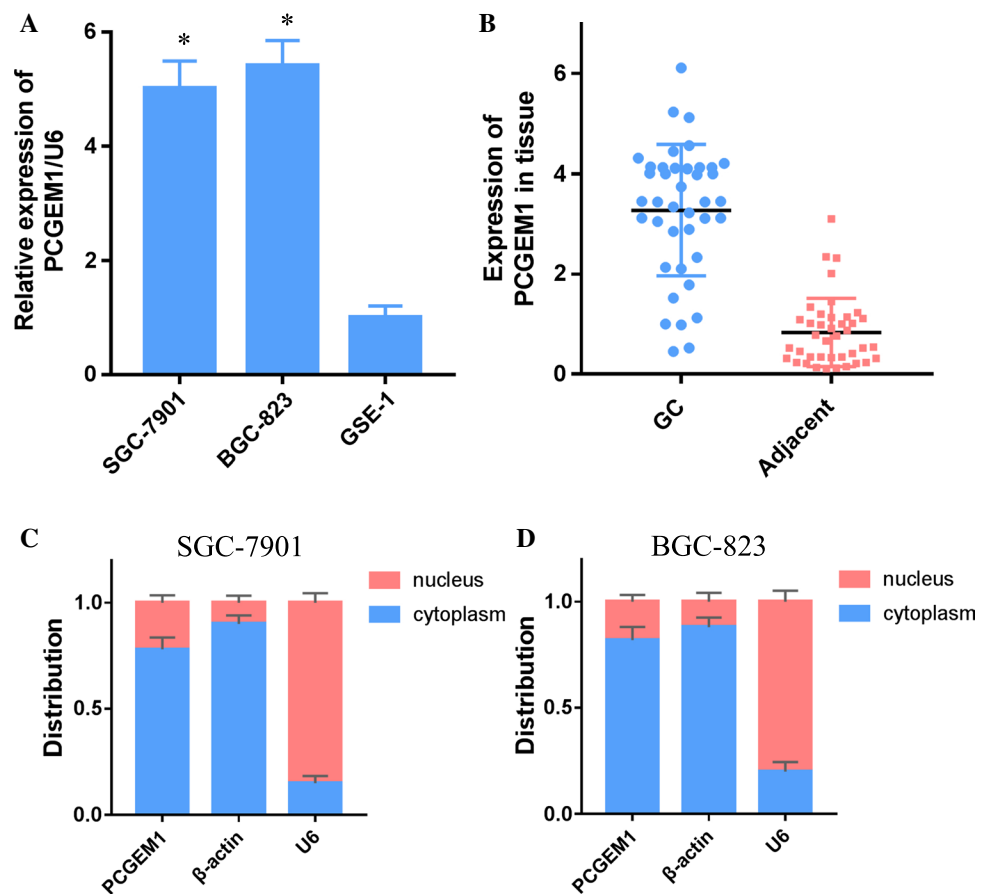 A
Relative expression of
PCGEM1/U6
6
4
2
0
*
*
SGC-7901
BGC-823
GSE-1
B
Expression of
PCGEM1 in tissue
6
4
2
0
GC
Adjacent
C
SGC-7901
Distribution
1.0
0.5
0.0
nucleus
cytoplasm
PCGEM1
β-actin
U6
D
BGC-823
Distribution
1.0
0.5
0.0
nucleus
cytoplasm
PCGEM1
β-actin
U6